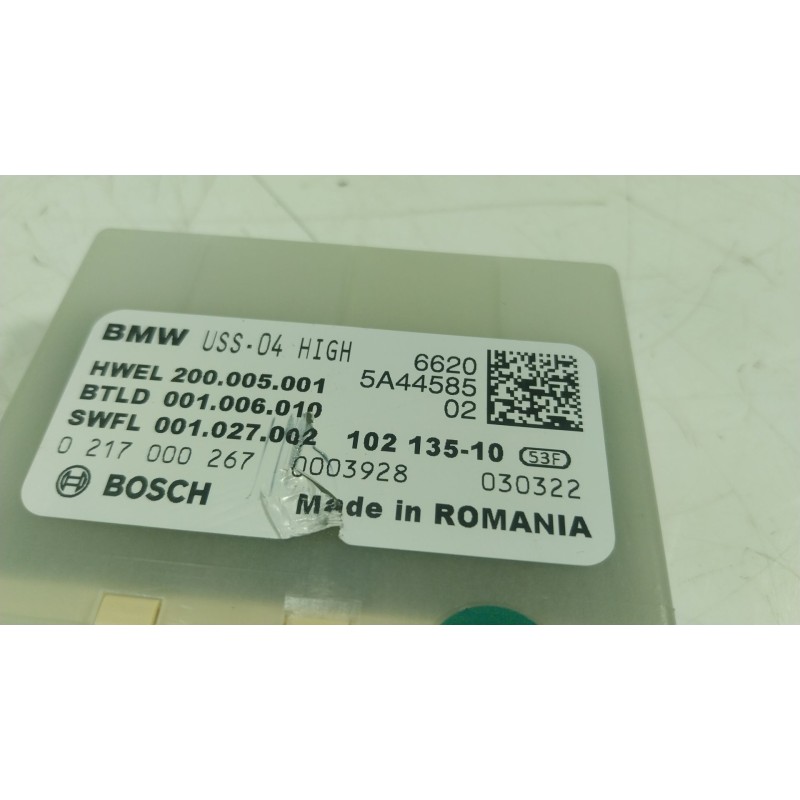 BMW USS-04 HIGH
HWEL 200.005.001
BTLD 001.006.010
SWFL 001.027.002
0 217 000 267
BOSCH
6620
5A44585
02
102 135-10 53F
0003928 030322
Made in ROMANIA